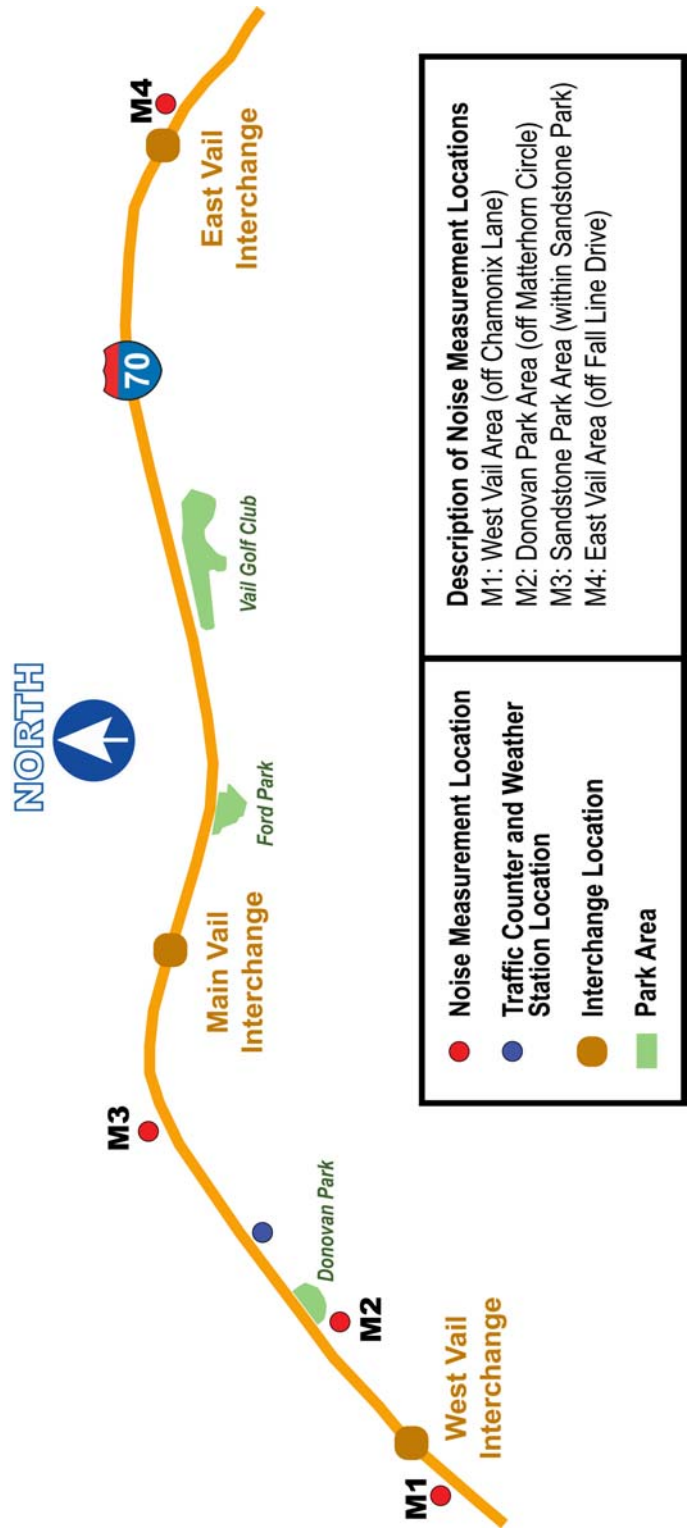 NORTH
M4
East Vail
Interchange
70
Vail Golf Club
Ford Park
Main Vail
Interchange
M3
Donovan Park
M2
West Vail
Interchange
M1
Noise Measurement Location
Traffic Counter and Weather
Station Location
Interchange Location
Park Area
Description of Noise Measurement Locations
M1: West Vail Area (off Chamonix Lane)
M2: Donovan Park Area (off Matterhorn Circle)
M3: Sandstone Park Area (within Sandstone Park)
M4: East Vail Area (off Fall Line Drive)